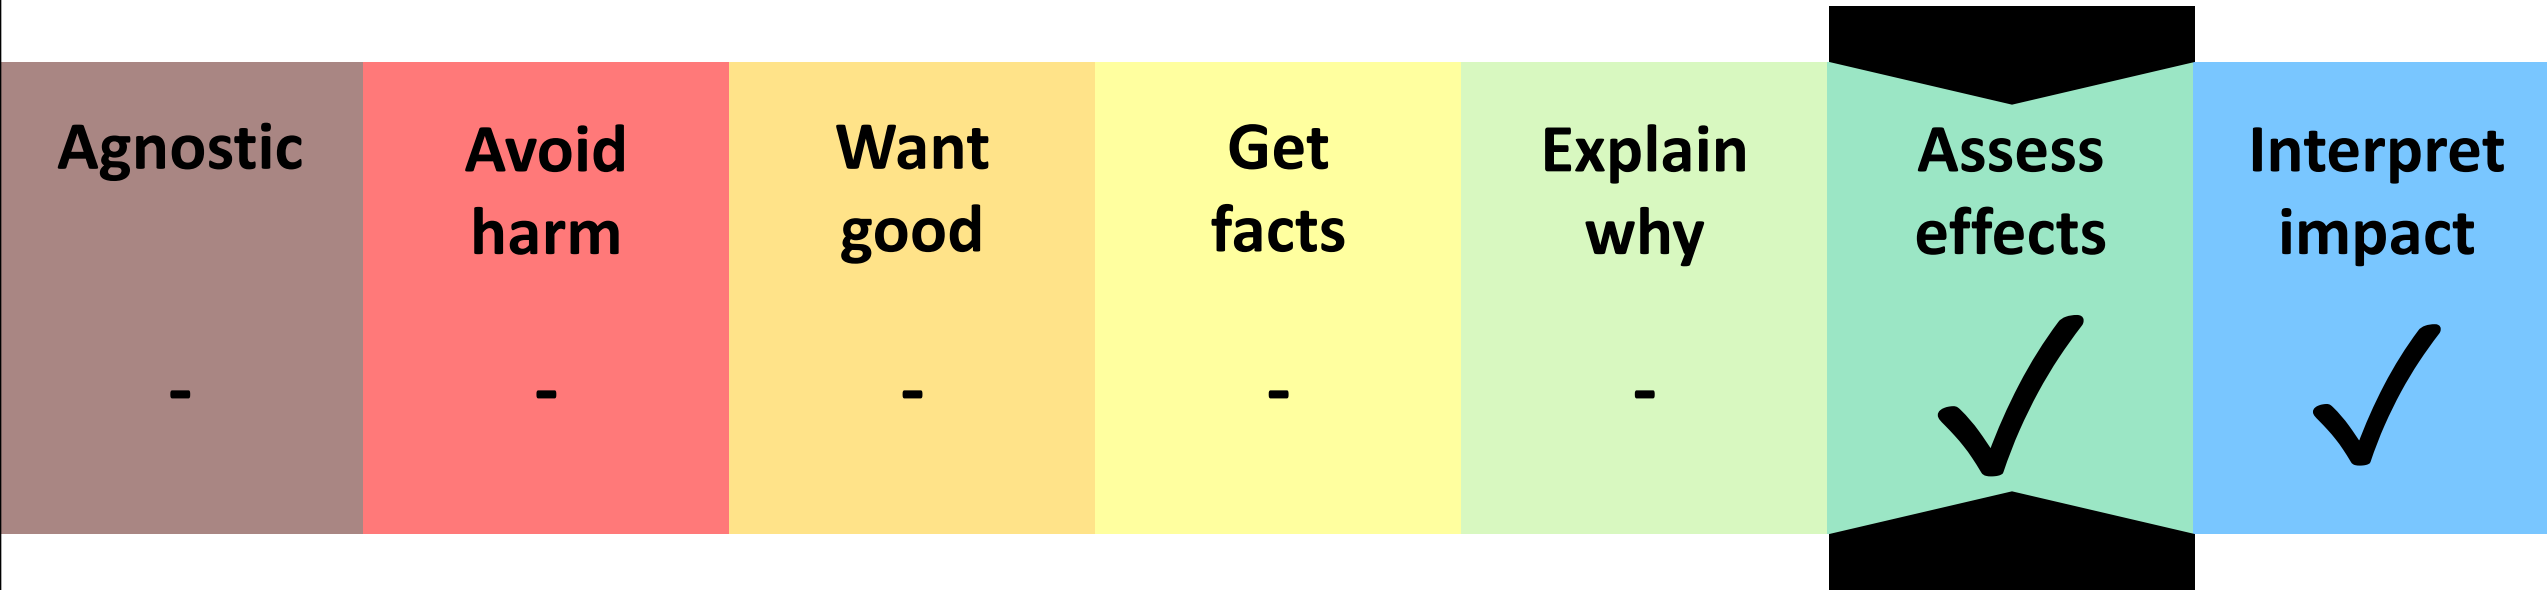 Agnostic
Avoid
harm
Want
good
Get
facts
Explain
why
Assess
effects
Interpret
impact
- - - - - ✓ ✓